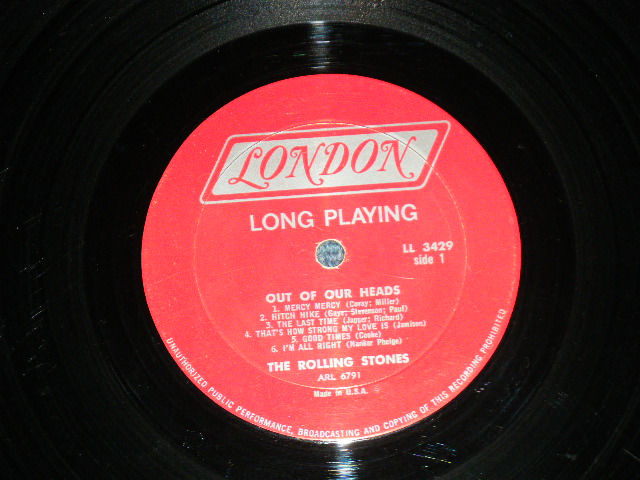 LONDON
LONG PLAYING
LL 3429
side 1
OUT OF OUR HEADS
1. MERCY MERCY (Covay; Miller)
2. HITCH HIKE (Gaye; Stevenson; Paul)
3. THE LAST TIME (Jagger; Richard)
4. THAT'S HOW STRONG MY LOVE IS (Jamison)
5. GOOD TIMES (Cooke)
6. I'M ALL RIGHT (Nanker Phelge)
THE ROLLING STONES
ARL 6791
Made in U.S.A.
UNAUTHORIZED PUBLIC PERFORMANCE, BROADCASTING AND COPYING OF THIS RECORDING PROHIBITED